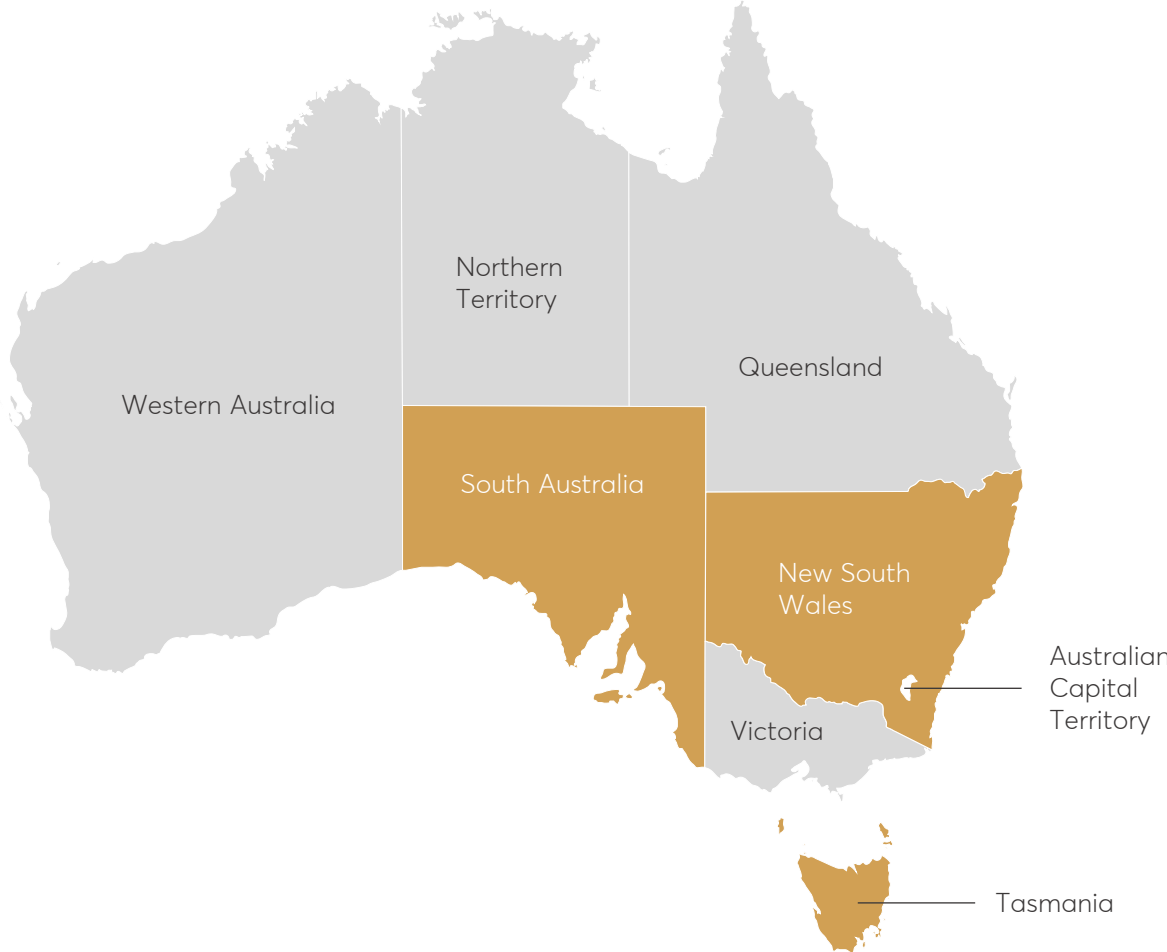 Northern
Territory
Queensland
Western Australia
South Australia
New South
Wales
Australian
Capital
Territory
Victoria
Tasmania